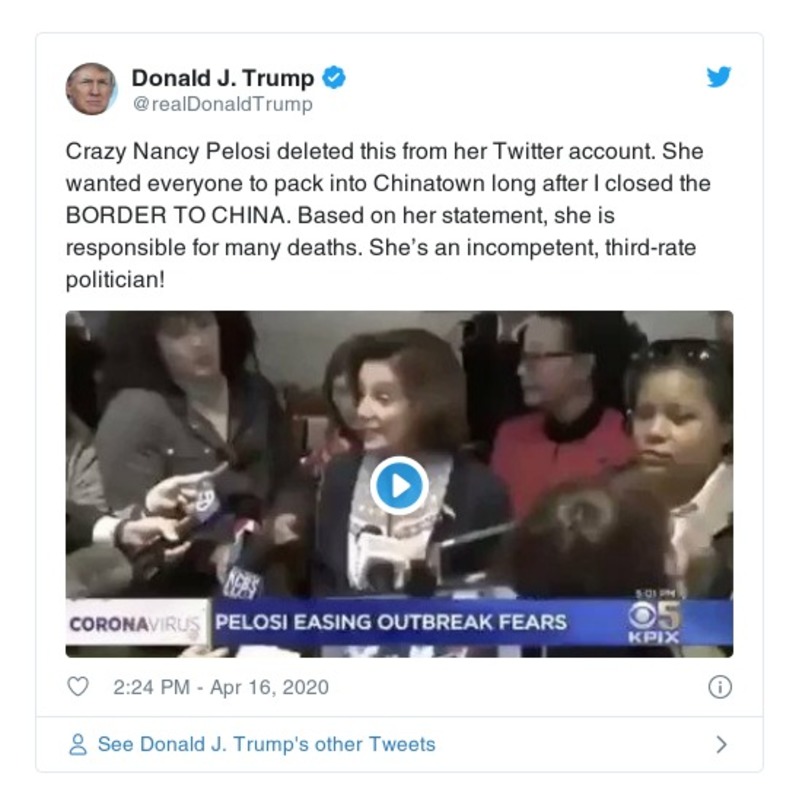 Donald J. Trump
@realDonaldTrump
Crazy Nancy Pelosi deleted this from her Twitter account. She
wanted everyone to pack into Chinatown long after I closed the
BORDER TO CHINA. Based on her statement, she is
responsible for many deaths. She's an incompetent, third-rate
politician!
5:01 PM
CORONAVIRUS PELOSI EASING OUTBREAK FEARS
5
KPIX
2:24 PM - Apr 16, 2020
See Donald J. Trump's other Tweets